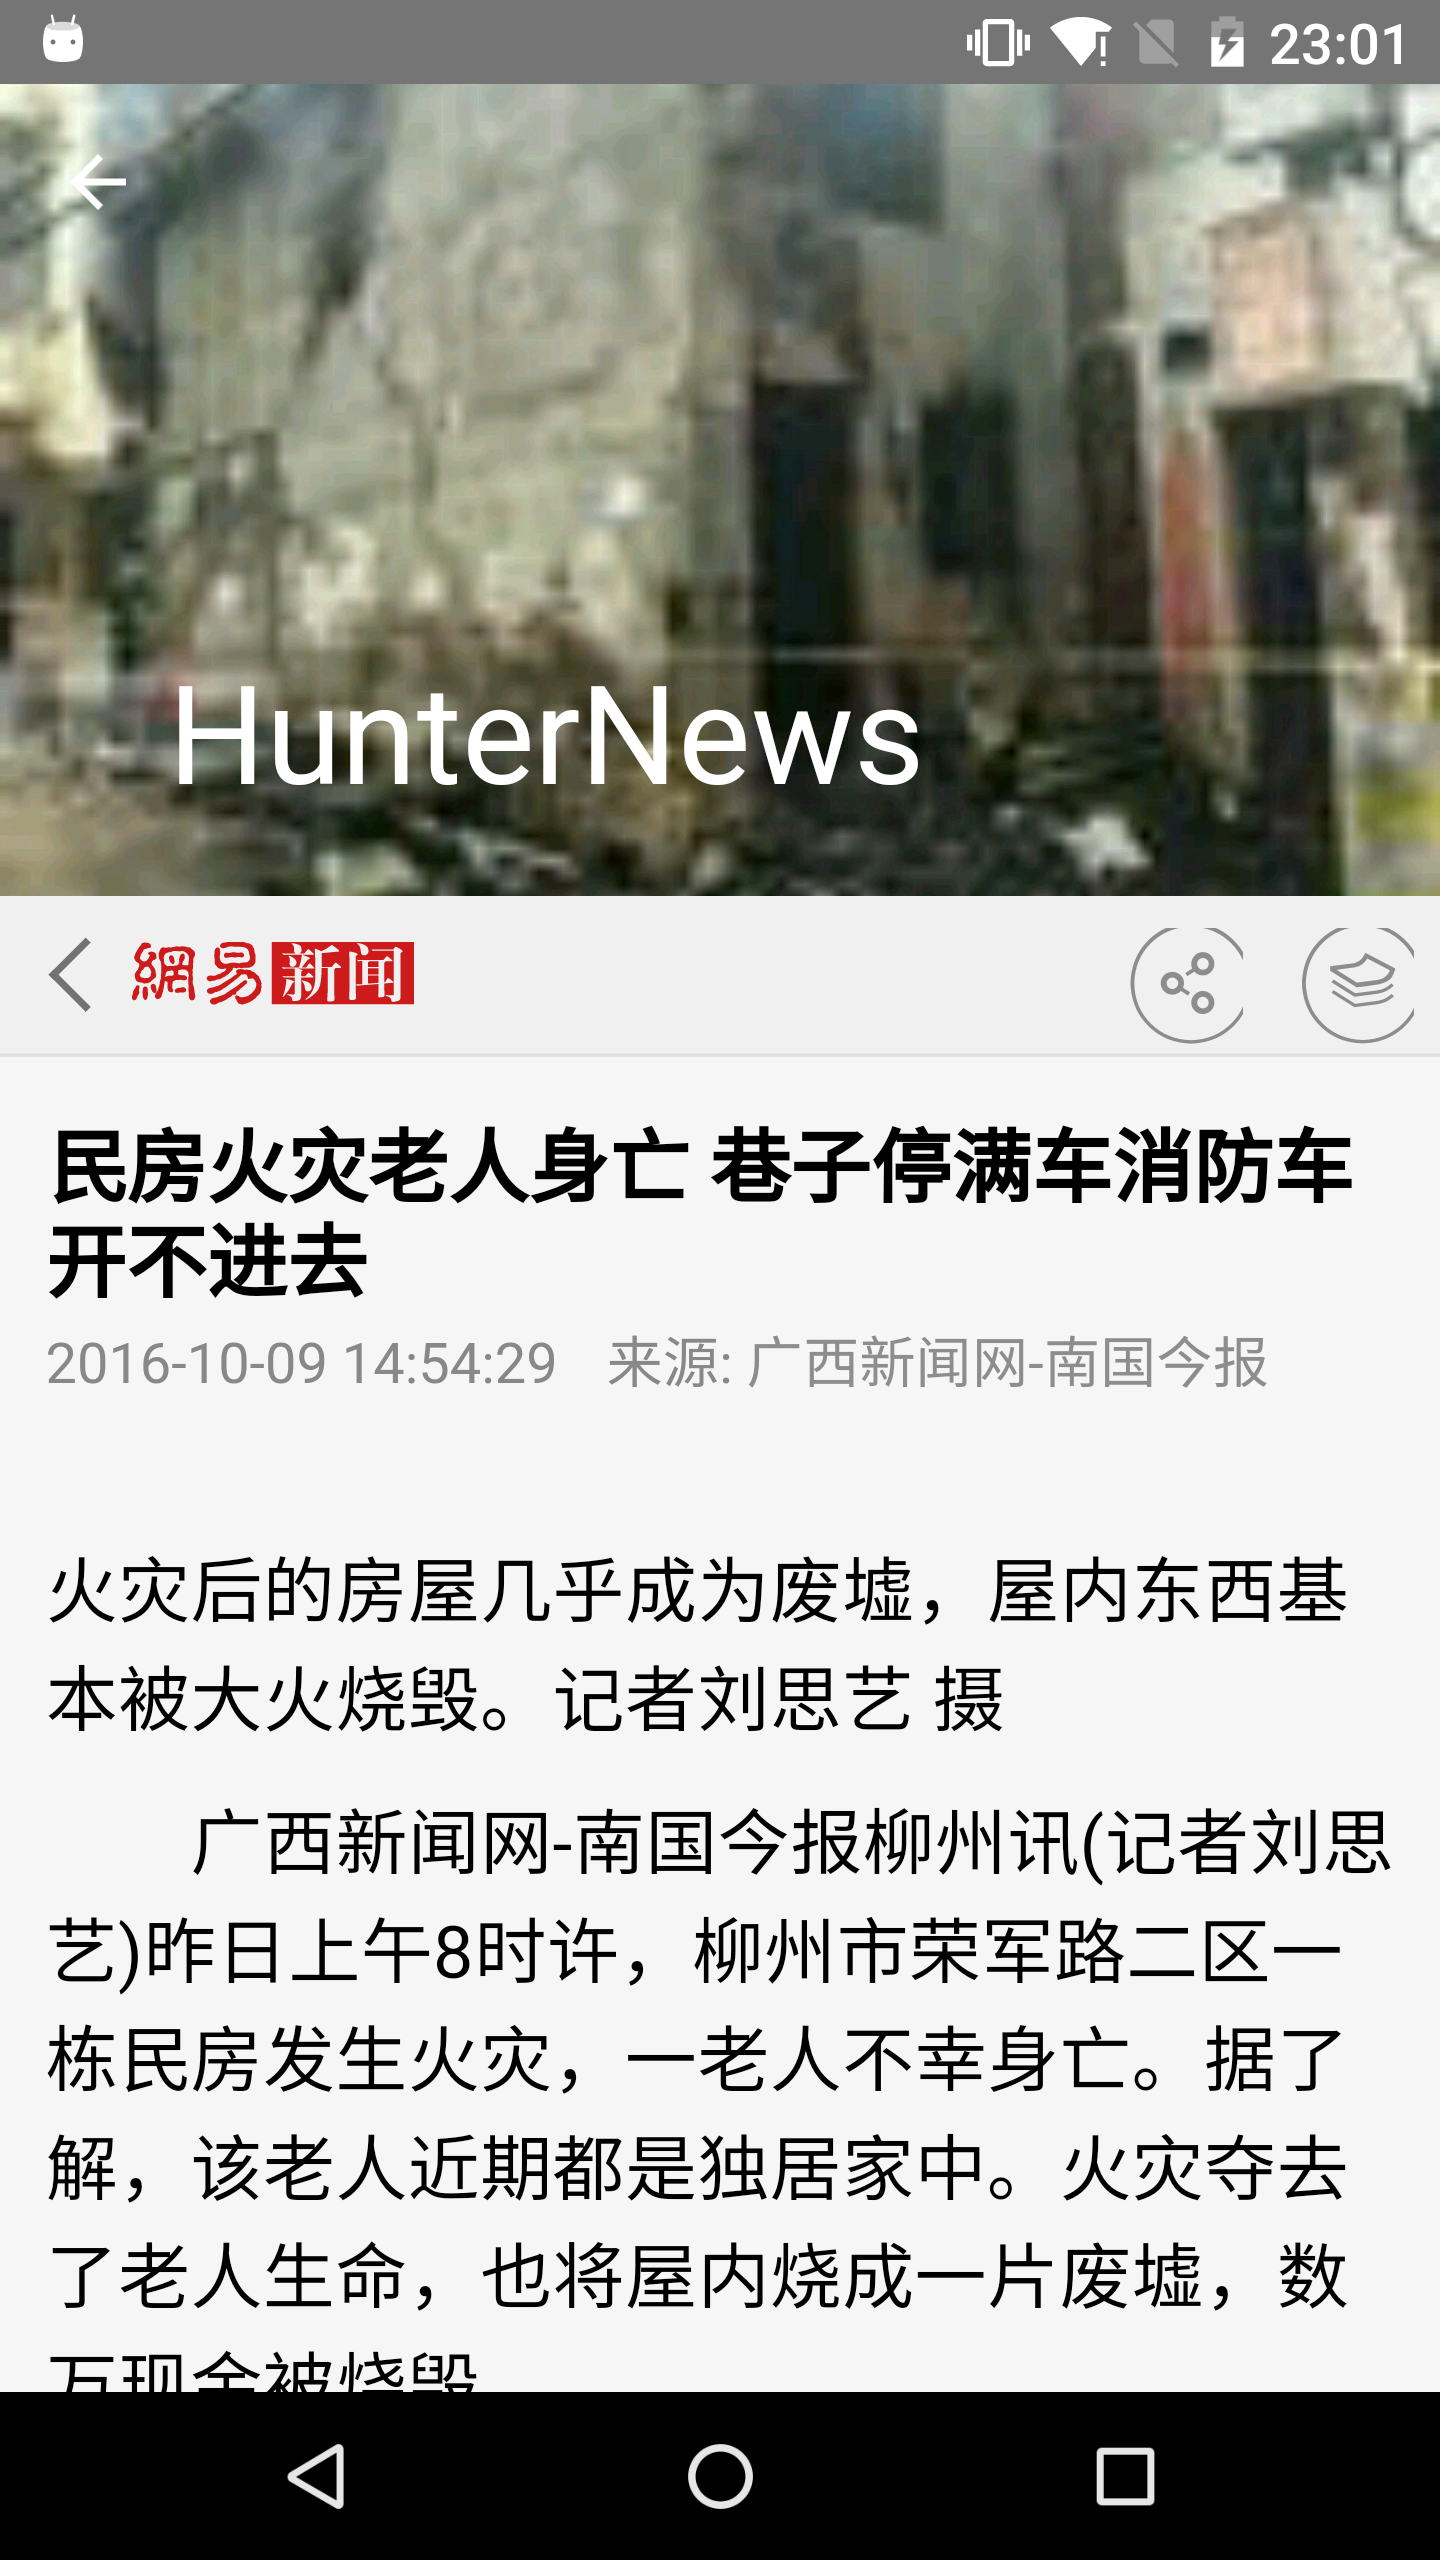 23:01
HunterNews
網易新闻
民房火灾老人身亡 巷子停满车消防车
开不进去
2016-10-09 14:54:29 来源: 广西新闻网-南国今报
火灾后的房屋几乎成为废墟，屋内东西基
本被大火烧毁。记者刘思艺 摄
广西新闻网-南国今报柳州讯(记者刘思
艺)昨日上午8时许，柳州市荣军路二区一
栋民房发生火灾，一老人不幸身亡。据了
解，该老人近期都是独居家中。火灾夺去
了老人生命，也将屋内烧成一片废墟，数
万现金被烧毁